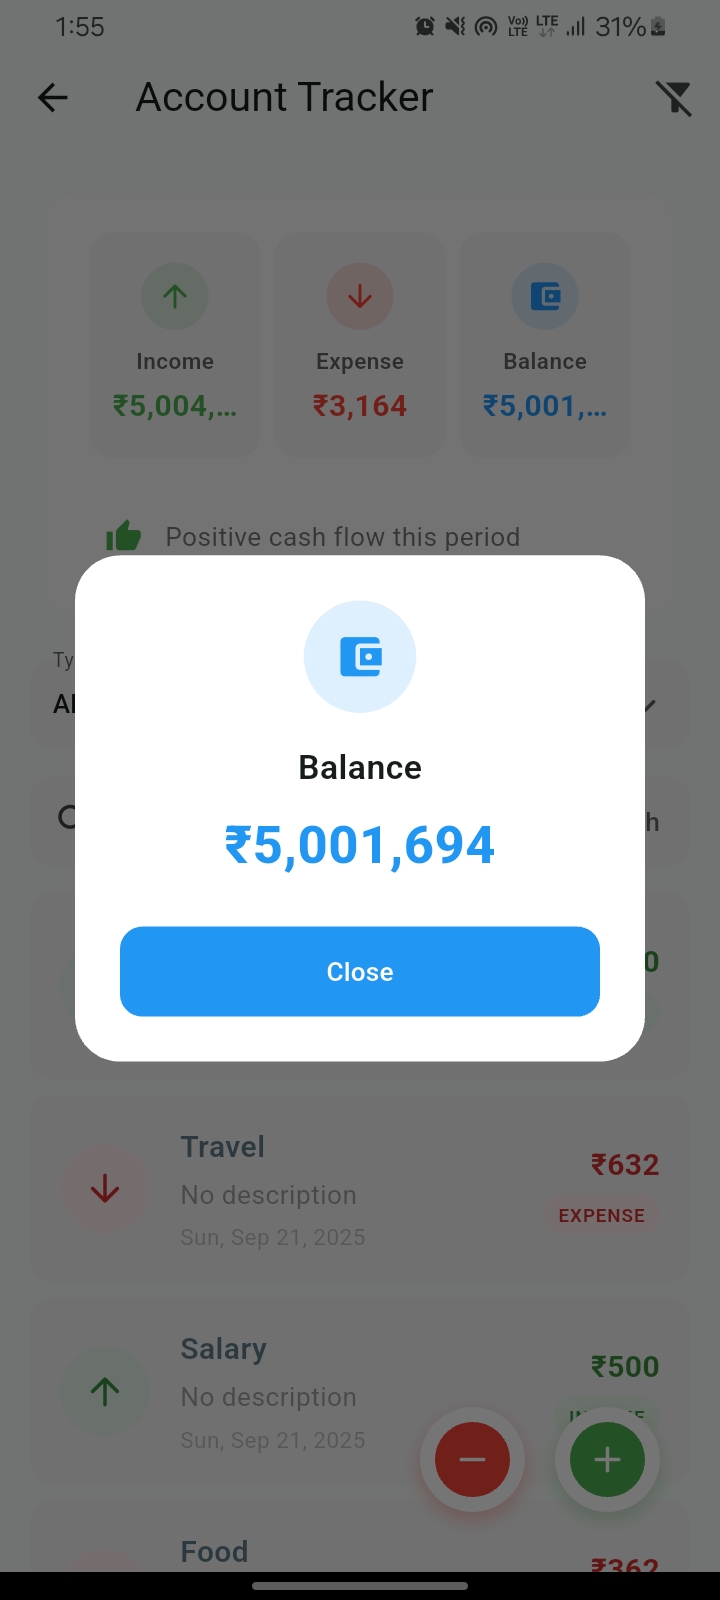 1:55 Vo) LTE LTE 31%
Account Tracker
Income Expense Balance
₹5,004,... ₹3,164 ₹5,001,...
Positive cash flow this period
Ty
Al
Balance
₹5,001,694
h
Close
0
Travel
₹632
No description
EXPENSE
Sun, Sep 21, 2025
Salary
₹500
No description
Sun, Sep 21, 2025
Food
₹362